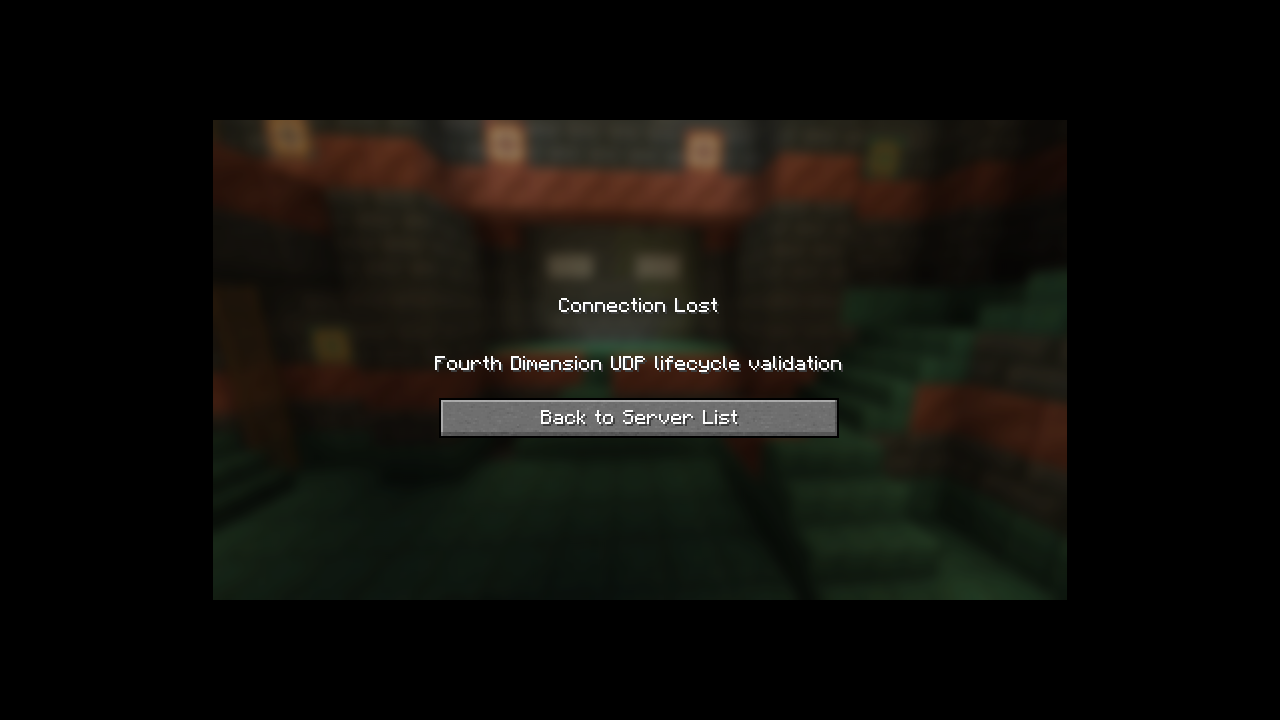 Connection Lost
Fourth Dimension UDP lifecycle validation
Back to Server List